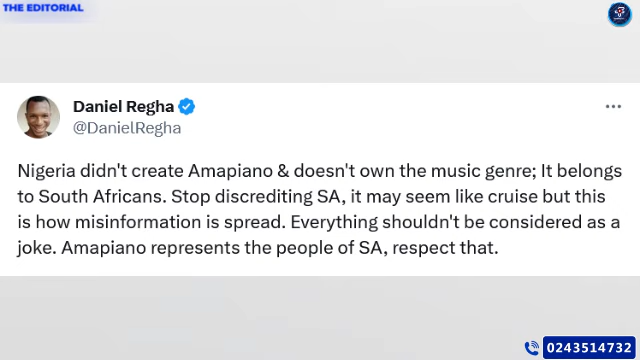 THE EDITORIAL
Daniel Regha
@DanielRegha
Nigeria didn't create Amapiano & doesn't own the music genre; It belongs
to South Africans. Stop discrediting SA, it may seem like cruise but this
is how misinformation is spread. Everything shouldn't be considered as a
joke. Amapiano represents the people of SA, respect that.
0243514732